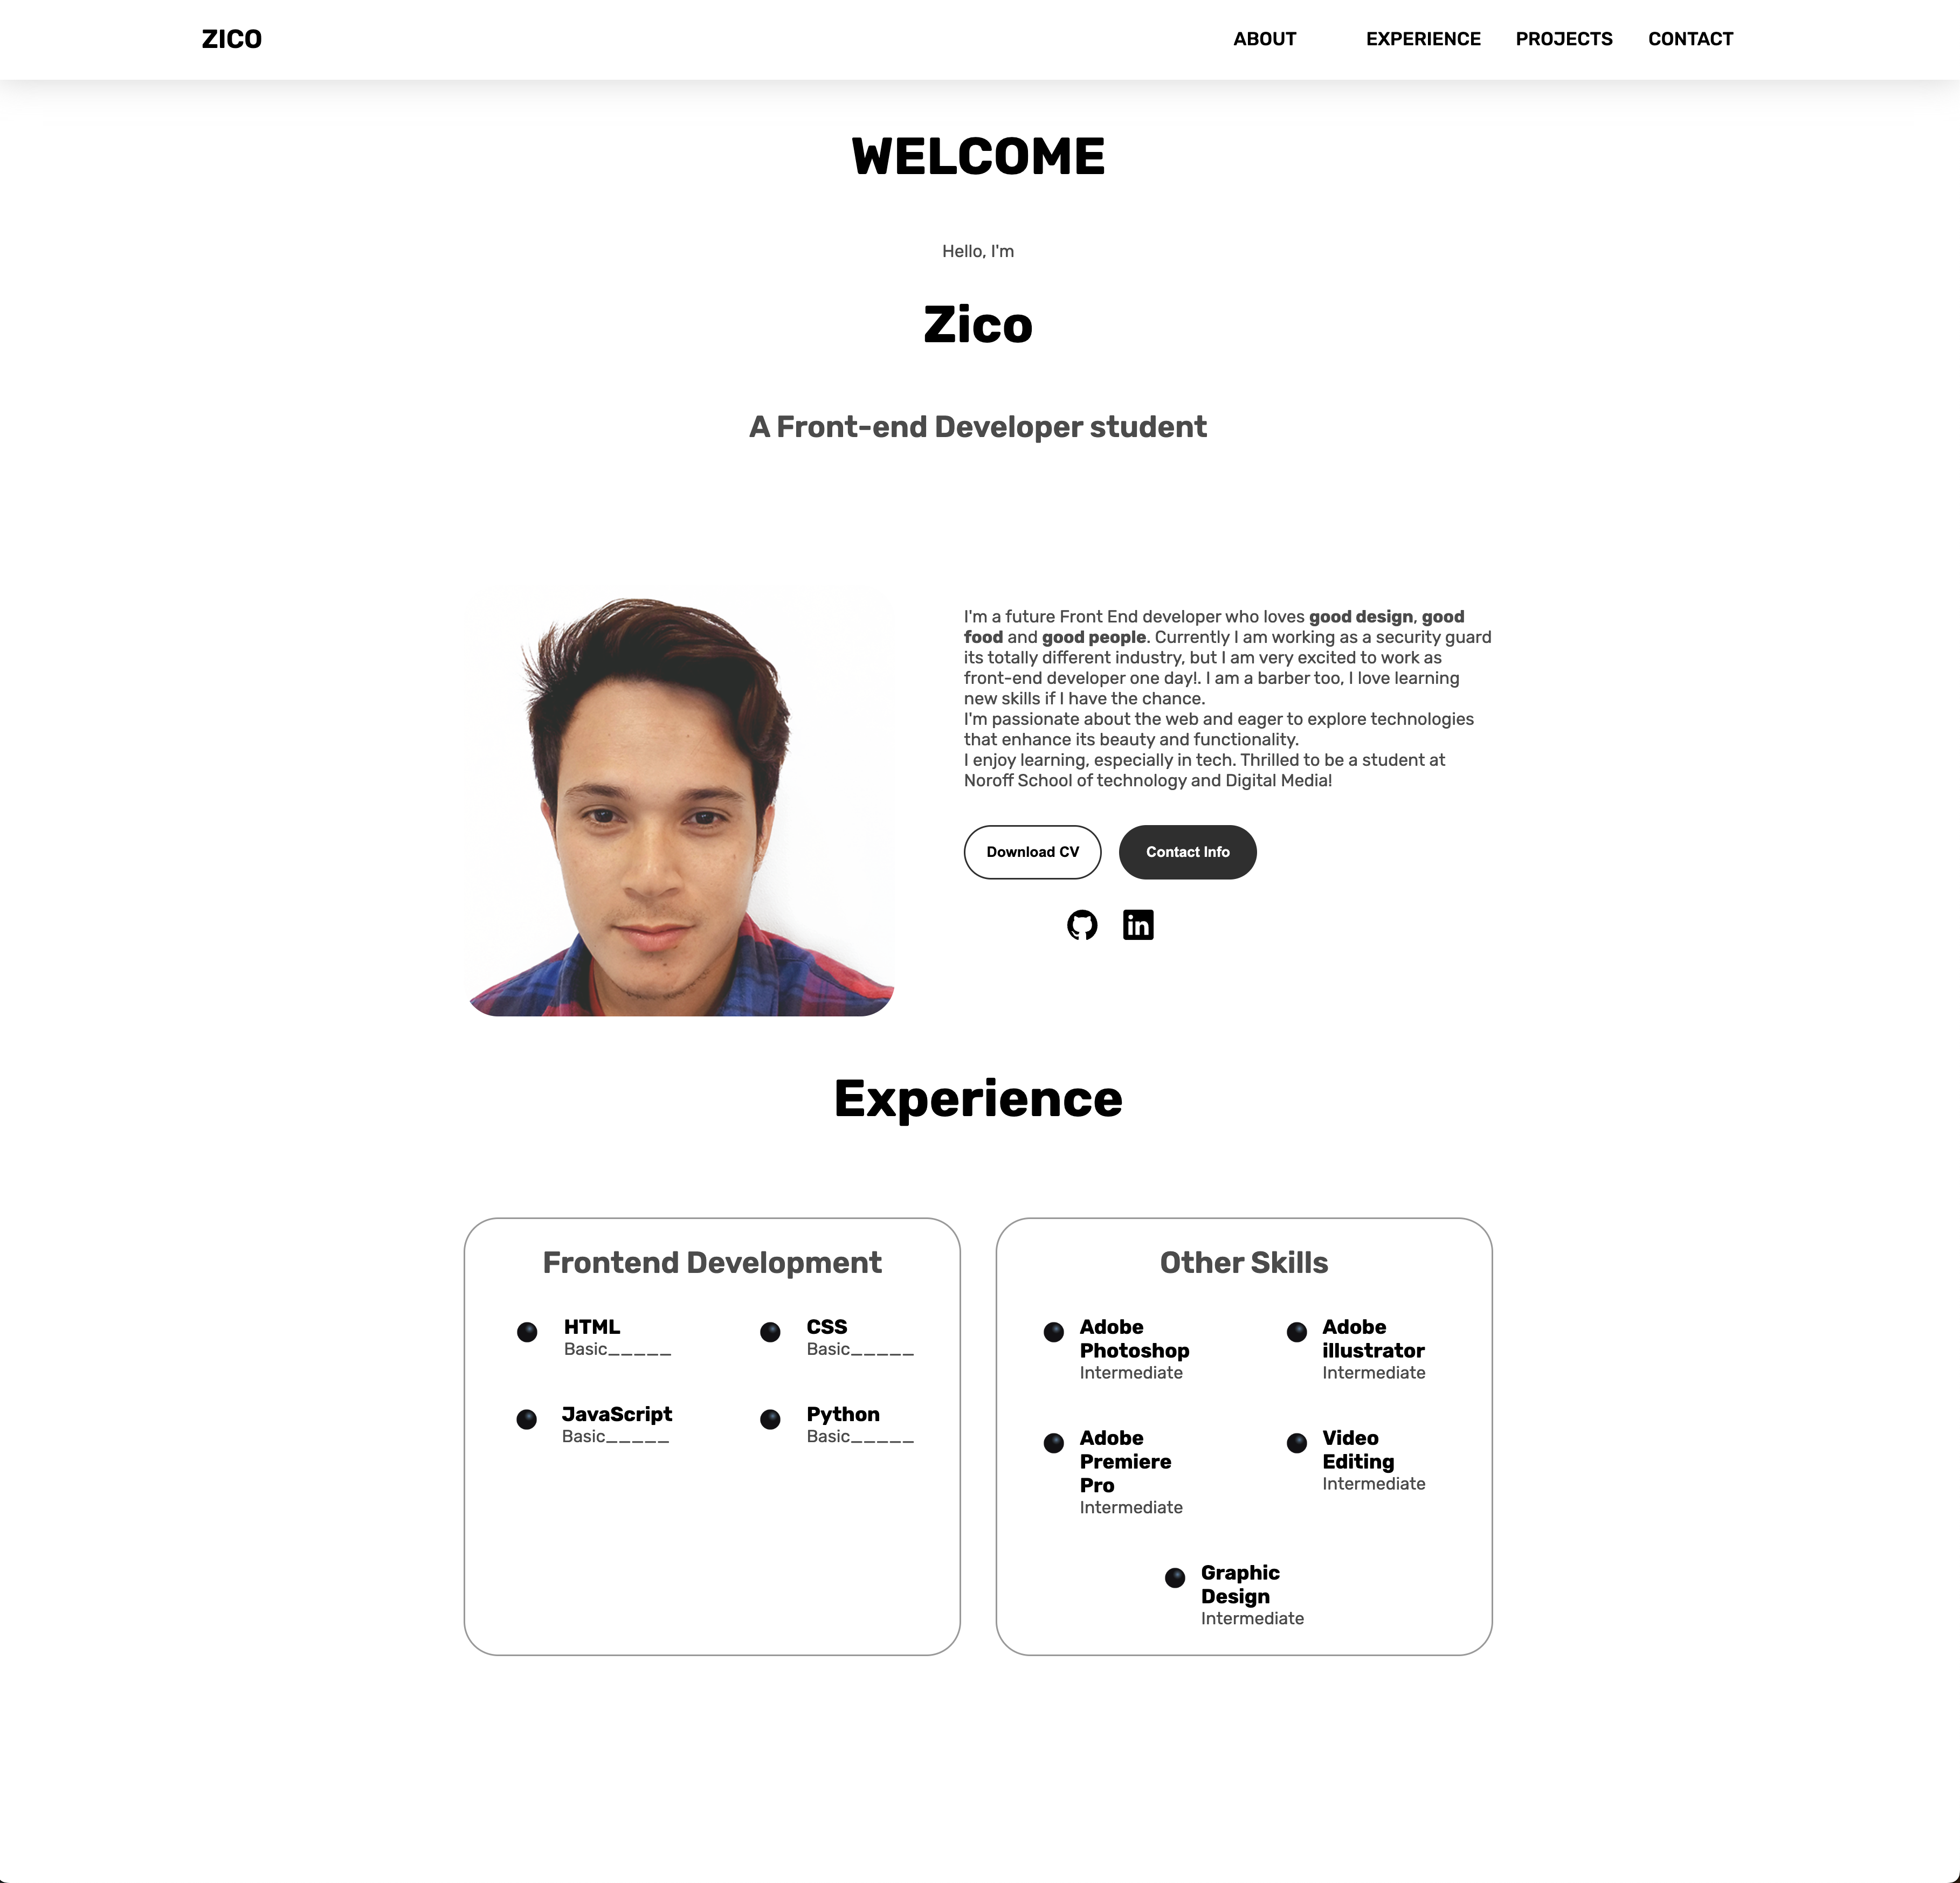 ZICO
ABOUT EXPERIENCE PROJECTS CONTACT
WELCOME
Hello, I'm
Zico
A Front-end Developer student
I'm a future Front End developer who loves good design, good
food and good people. Currently I am working as a security guard
its totally different industry, but I am very excited to work as
front-end developer one day!. I am a barber too, I love learning
new skills if I have the chance.
I'm passionate about the web and eager to explore technologies
that enhance its beauty and functionality.
I enjoy learning, especially in tech. Thrilled to be a student at
Noroff School of technology and Digital Media!
Download CV
Contact Info
in
Experience
Frontend Development
HTML
Basic_____
CSS
Basic_____
JavaScript
Basic_____
Python
Basic_____
Other Skills
Adobe
Photoshop
Intermediate
Adobe
illustrator
Intermediate
Adobe
Premiere
Pro
Intermediate
Video
Editing
Intermediate
Graphic
Design
Intermediate